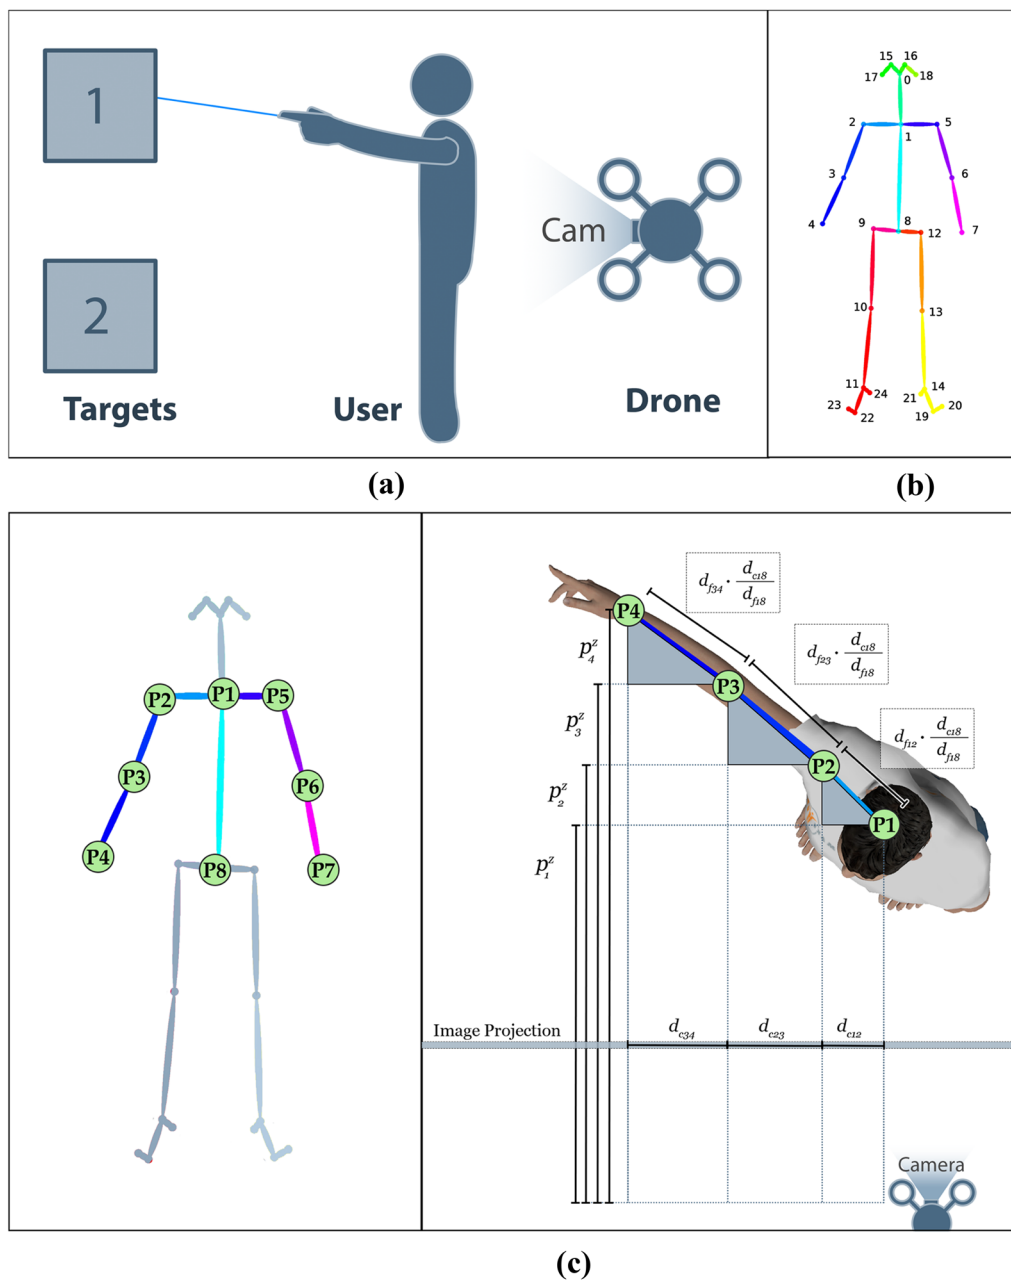 1
2
Cam
Targets
User
Drone
(a)
15
16
17
18
0
2
5
1
3
6
4
9
8
12
7
10
13
11
24
14
21
20
23
22
19
(b)
P2
P1
P5
P3
P6
P4
P8
P7
d_f34 · d_c18 / d_f18
d_f23 · d_c18 / d_f18
d_f12 · d_c18 / d_f18
P4
P3
P2
P1
p_4^z
p_3^z
p_2^z
p_1^z
Image Projection
d_c34
d_c23
d_c12
Camera
(c)